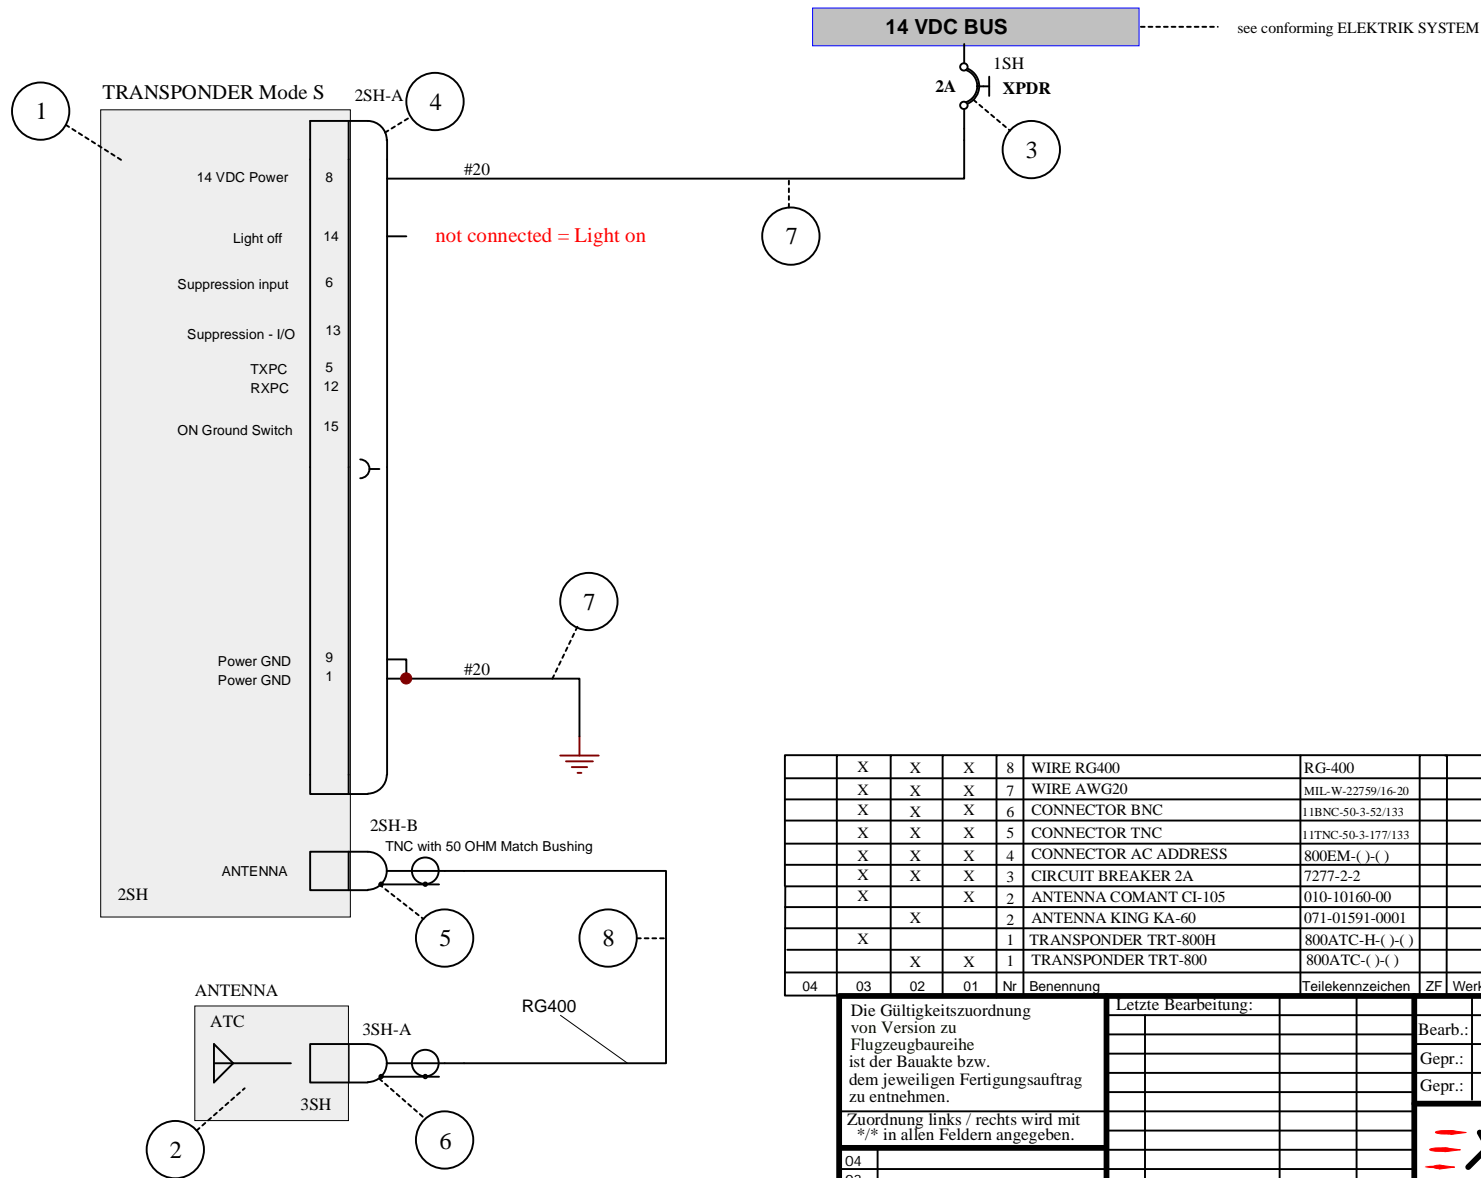 14 VDC BUS
see conforming ELEKTRIK SYSTEM
1SH
2A XPDR
3
1
TRANSPONDER Mode S
2SH-A
4
14 VDC Power 8
#20
7
Light off 14
not connected = Light on
Suppression input 6
Suppression - I/O 13
TXPC 5
RXPC 12
ON Ground Switch 15
7
Power GND 9
Power GND 1
#20
2SH-B
TNC with 50 OHM Match Bushing
ANTENNA
2SH
5
8
ANTENNA
ATC
3SH-A
RG400
3SH
2
6
X X X 8 WIRE RG400 RG-400
X X X 7 WIRE AWG20 MIL-W-22759/16-20
X X X 6 CONNECTOR BNC 11BNC-50-3-52/133
X X X 5 CONNECTOR TNC 11TNC-50-3-177/133
X X X 4 CONNECTOR AC ADDRESS 800EM-( )-( )
X X X 3 CIRCUIT BREAKER 2A 7277-2-2
X X 2 ANTENNA COMANT CI-105 010-10160-00
X 2 ANTENNA KING KA-60 071-01591-0001
X 1 TRANSPONDER TRT-800H 800ATC-H-( )-( )
X X 1 TRANSPONDER TRT-800 800ATC-( )-( )
04 03 02 01 Nr Benennung Teilekennzeichen ZF Werk
Die Gültigkeitszuordnung
von Version zu
Flugzeugbaureihe
ist der Bauakte bzw.
dem jeweiligen Fertigungsauftrag
zu entnehmen.
Zuordnung links / rechts wird mit
*/* in allen Feldern angegeben.
04
Letzte Bearbeitung:
Bearb.:
Gepr.:
Gepr.: